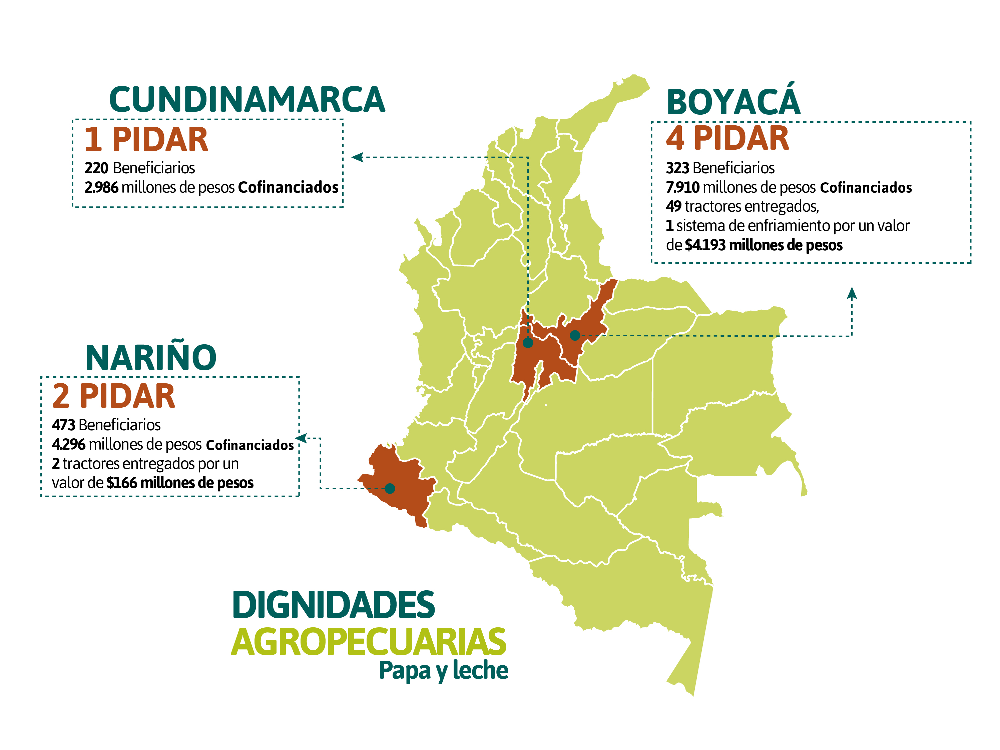 CUNDINAMARCA
1 PIDAR
220 Beneficiarios
2.986 millones de pesos Cofinanciados
BOYACÁ
4 PIDAR
323 Beneficiarios
7.910 millones de pesos Cofinanciados
49 tractores entregados,
1 sistema de enfriamiento por un valor
de $4.193 millones de pesos
NARIÑO
2 PIDAR
473 Beneficiarios
4.296 millones de pesos Cofinanciados
2 tractores entregados por un
valor de $166 millones de pesos
DIGNIDADES
AGROPECUARIAS
Papa y leche